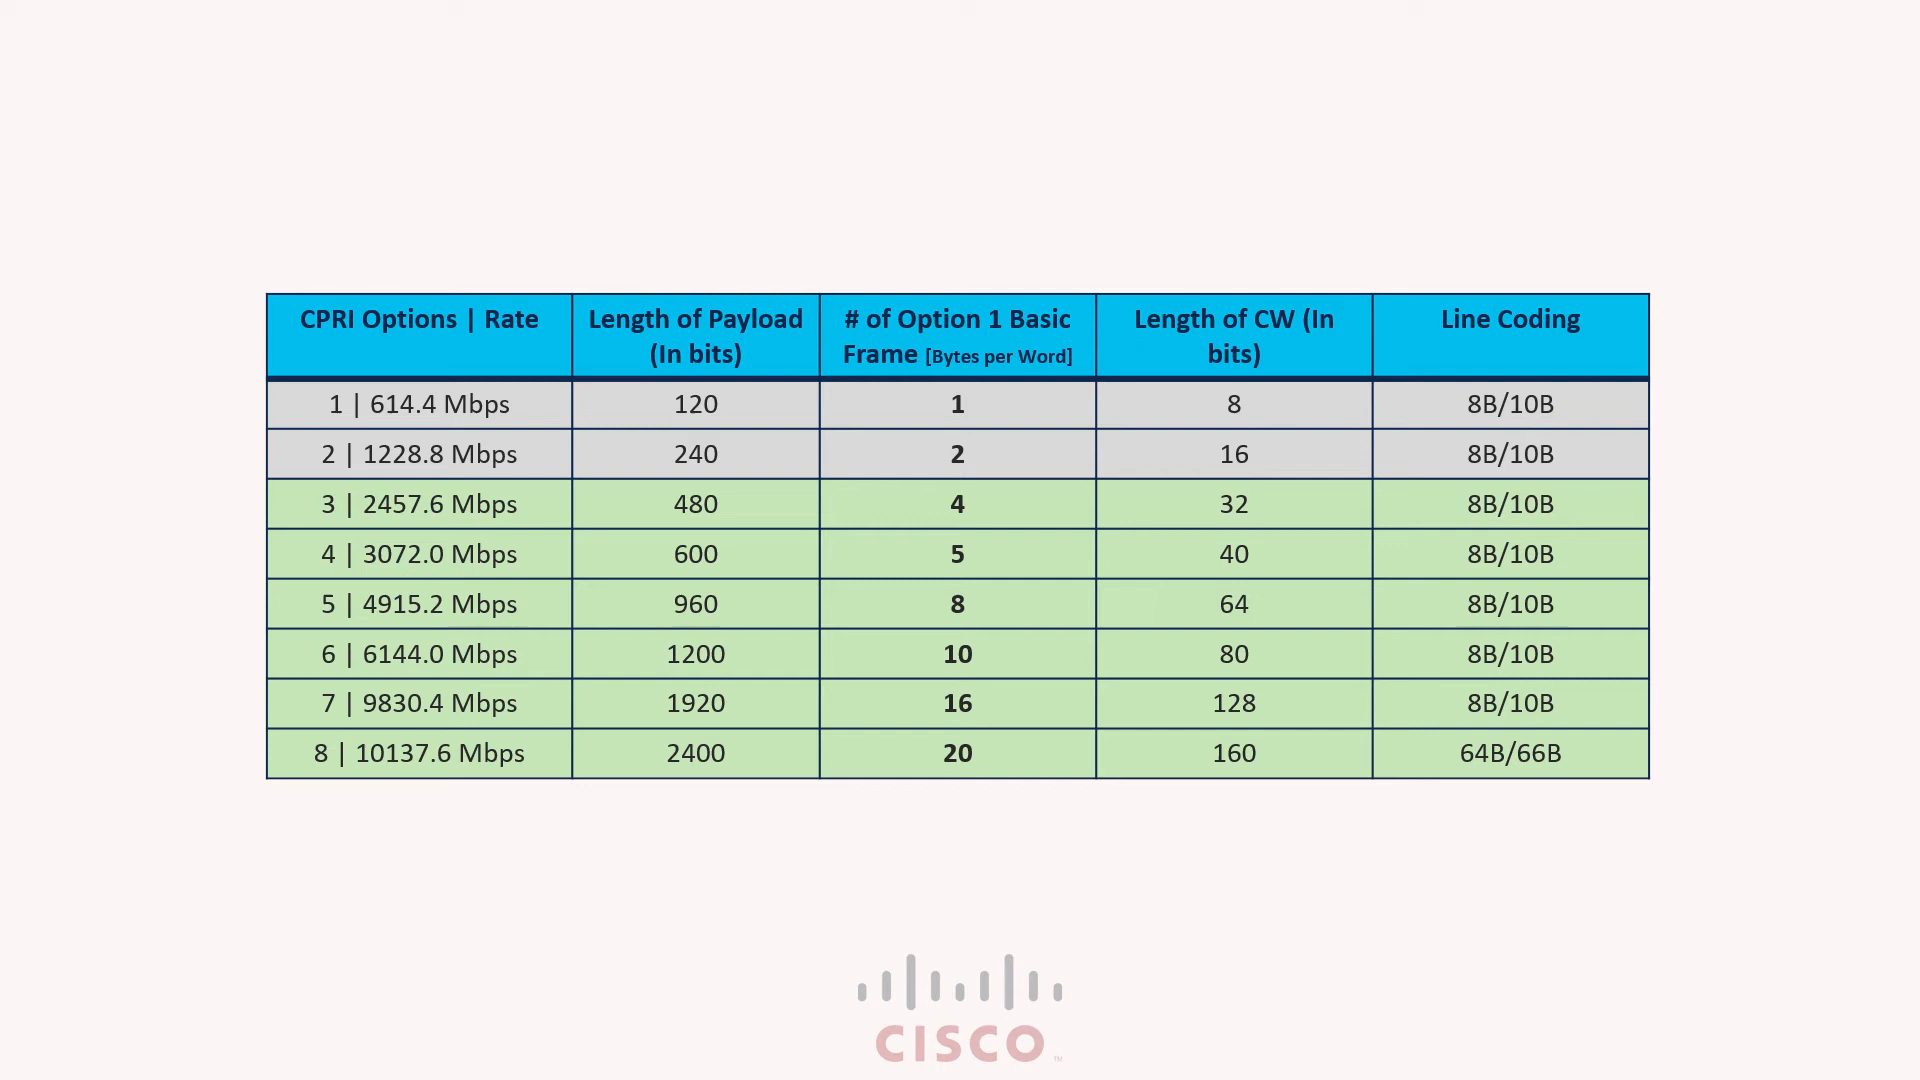 CPRI Options | Rate
Length of Payload
(In bits)
# of Option 1 Basic
Frame [Bytes per Word]
Length of CW (In
bits)
Line Coding
1 | 614.4 Mbps 120 1 8 8B/10B
2 | 1228.8 Mbps 240 2 16 8B/10B
3 | 2457.6 Mbps 480 4 32 8B/10B
4 | 3072.0 Mbps 600 5 40 8B/10B
5 | 4915.2 Mbps 960 8 64 8B/10B
6 | 6144.0 Mbps 1200 10 80 8B/10B
7 | 9830.4 Mbps 1920 16 128 8B/10B
8 | 10137.6 Mbps 2400 20 160 64B/66B
CISCO ™